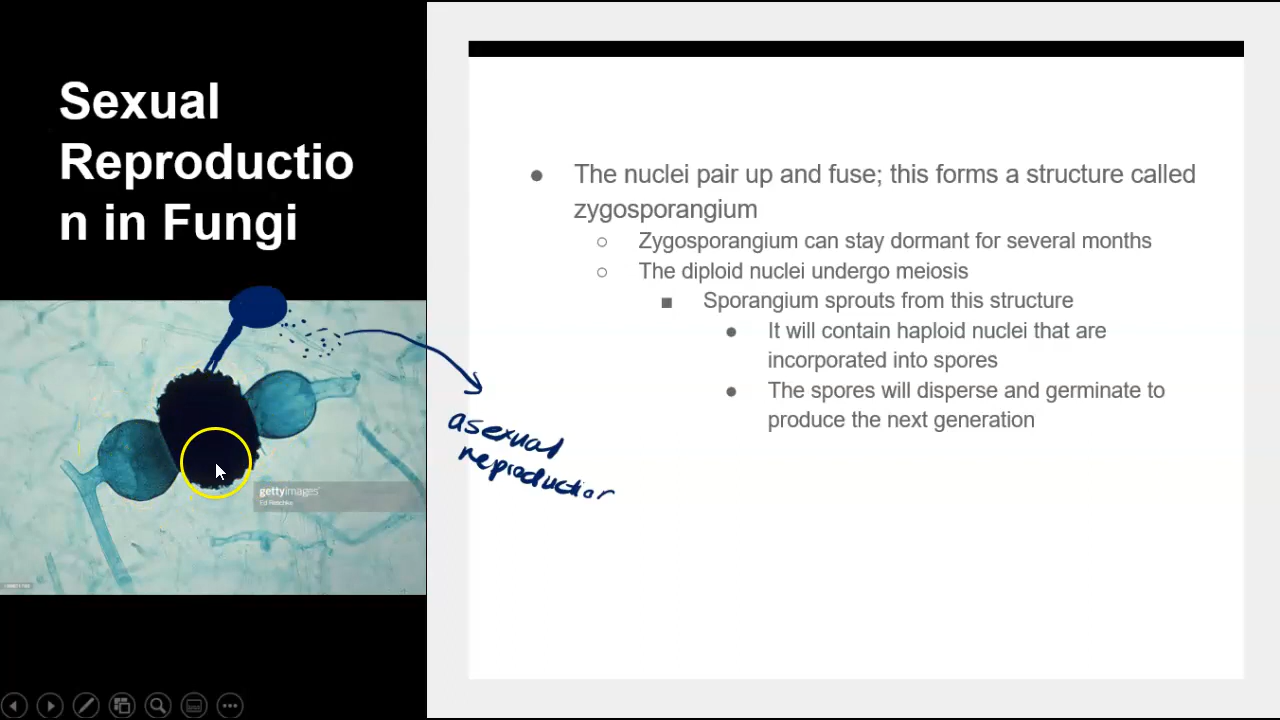 Sexual
Reproductio
n in Fungi
● The nuclei pair up and fuse; this forms a structure called
zygosporangium
○ Zygosporangium can stay dormant for several months
○ The diploid nuclei undergo meiosis
■ Sporangium sprouts from this structure
● It will contain haploid nuclei that are
incorporated into spores
● The spores will disperse and germinate to
produce the next generation
asexual
reproduction
gettyimages
Ed Reschke